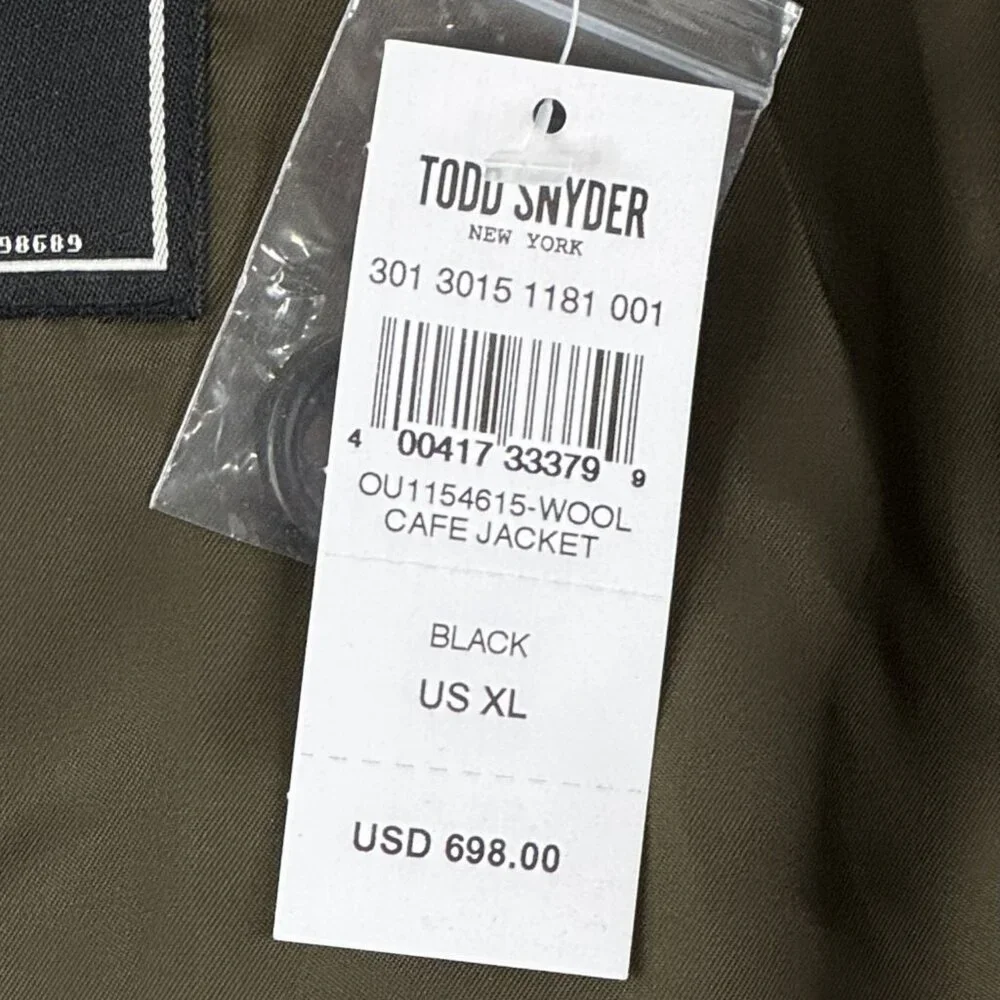 98689
TODD SNYDER
NEW YORK
301 3015 1181 001
4 00417 33379 9
OU1154615-WOOL
CAFE JACKET
BLACK
US XL
USD 698.00